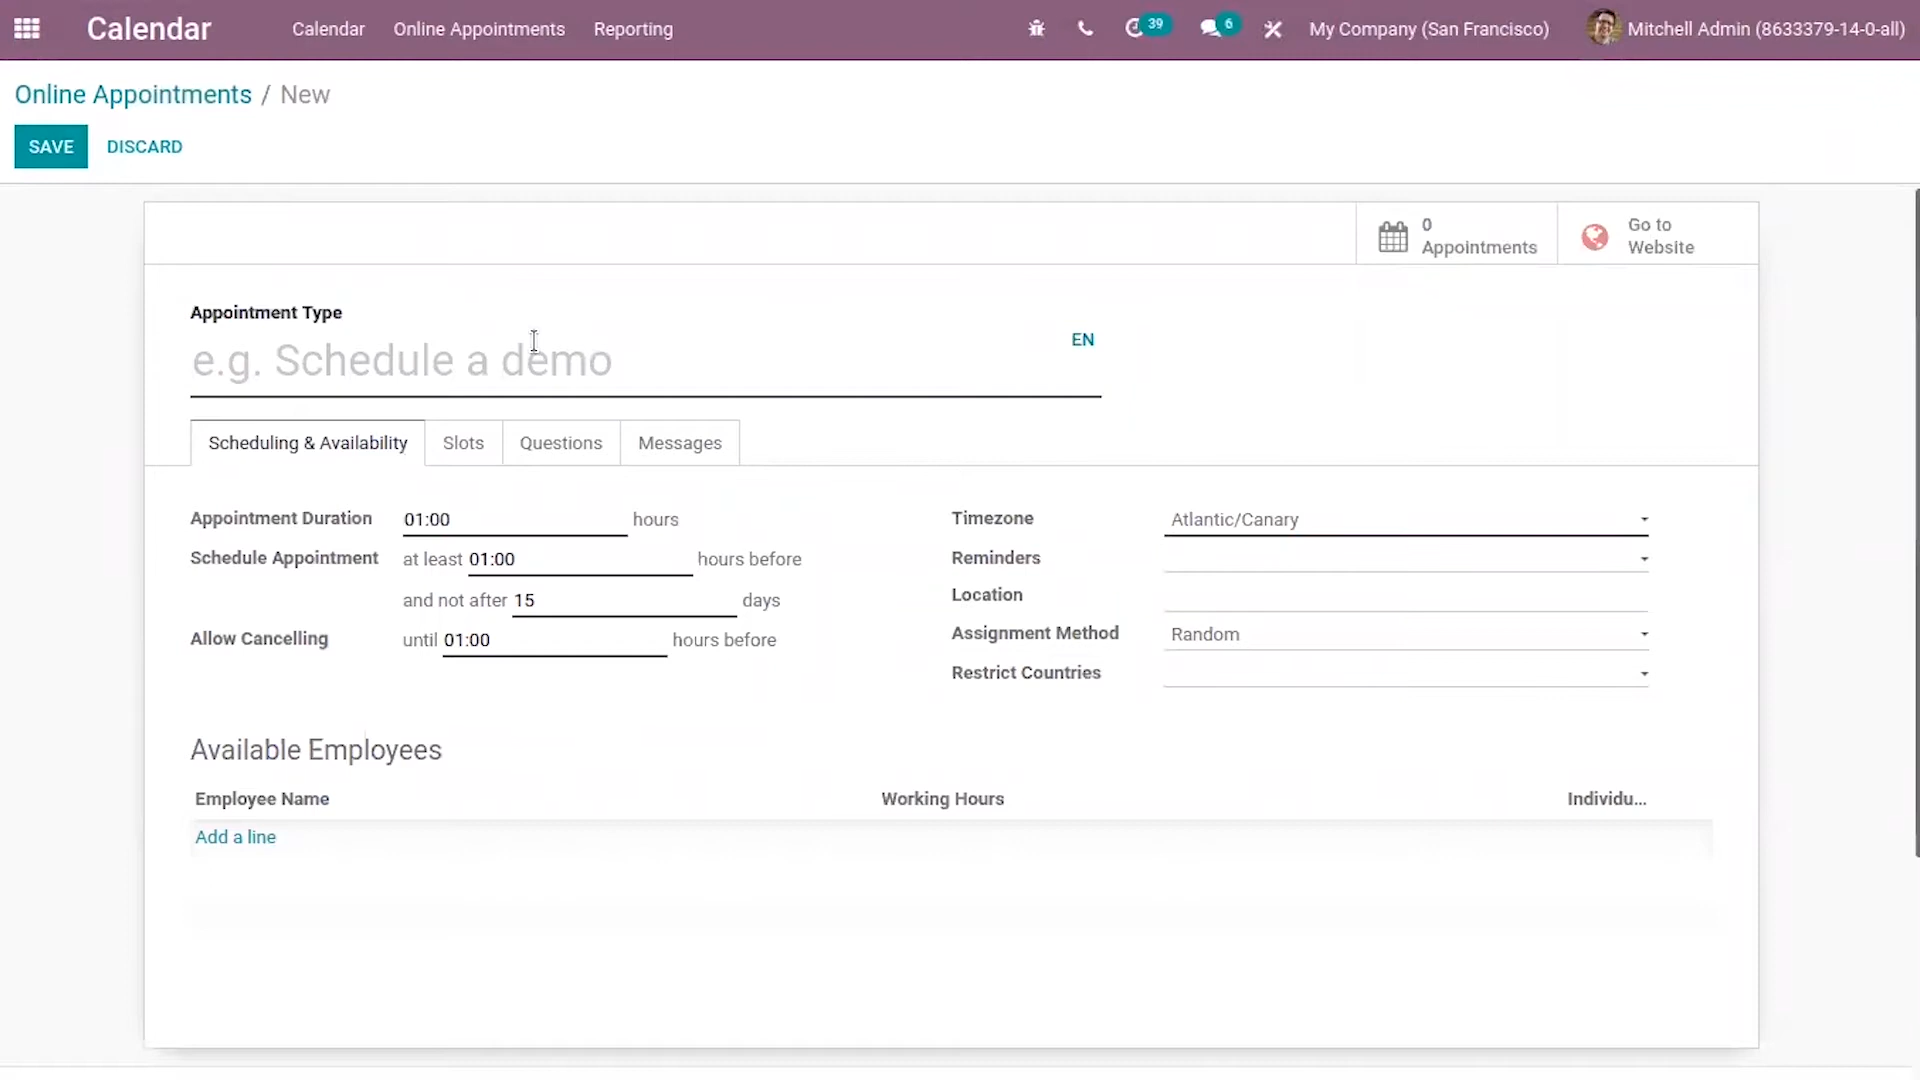 Calendar
Calendar
Online Appointments
Reporting
39
6
My Company (San Francisco)
Mitchell Admin (8633379-14-0-all)
Online Appointments / New
SAVE
DISCARD
0
Appointments
Go to
Website
Appointment Type
e.g. Schedule a demo
EN
Scheduling & Availability
Slots
Questions
Messages
Appointment Duration 01:00 hours
Schedule Appointment at least 01:00 hours before
and not after 15 days
Allow Cancelling until 01:00 hours before
Timezone Atlantic/Canary
Reminders
Location
Assignment Method Random
Restrict Countries
Available Employees
Employee Name Working Hours Individu...
Add a line